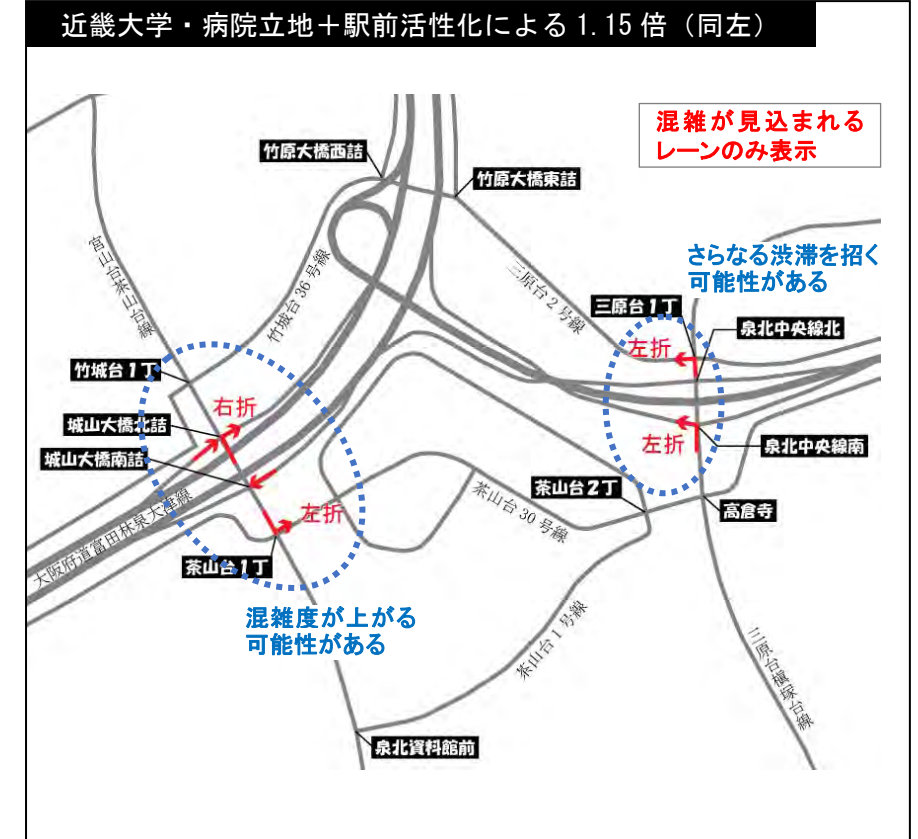 近畿大学・病院立地＋駅前活性化による1.15倍（同左）
混雑が見込まれる
レーンのみ表示
竹原大橋西詰
竹原大橋東詰
宮山台茶山台線
竹城台36号線
三原台2号線
さらなる渋滞を招く
可能性がある
三原台1丁
泉北中央線北
左折
竹城台1丁
右折
城山大橋北詰
城山大橋南詰
左折
泉北中央線南
大阪府道富田林泉大津線
左折
茶山台30号線
茶山台2丁
高倉寺
茶山台1丁
混雑度が上がる
可能性がある
茶山台1号線
三原台槇塚台線
泉北資料館前